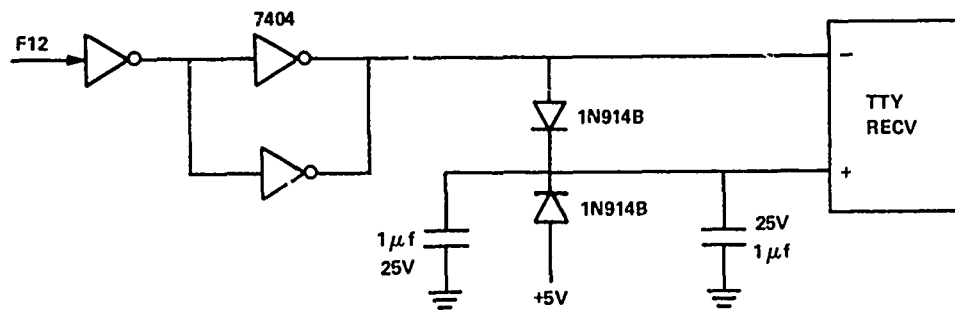 7404
F12
−
TTY
RECV
1N914B
+
1N914B
1 μf
25V
25V
1 μf
+5V